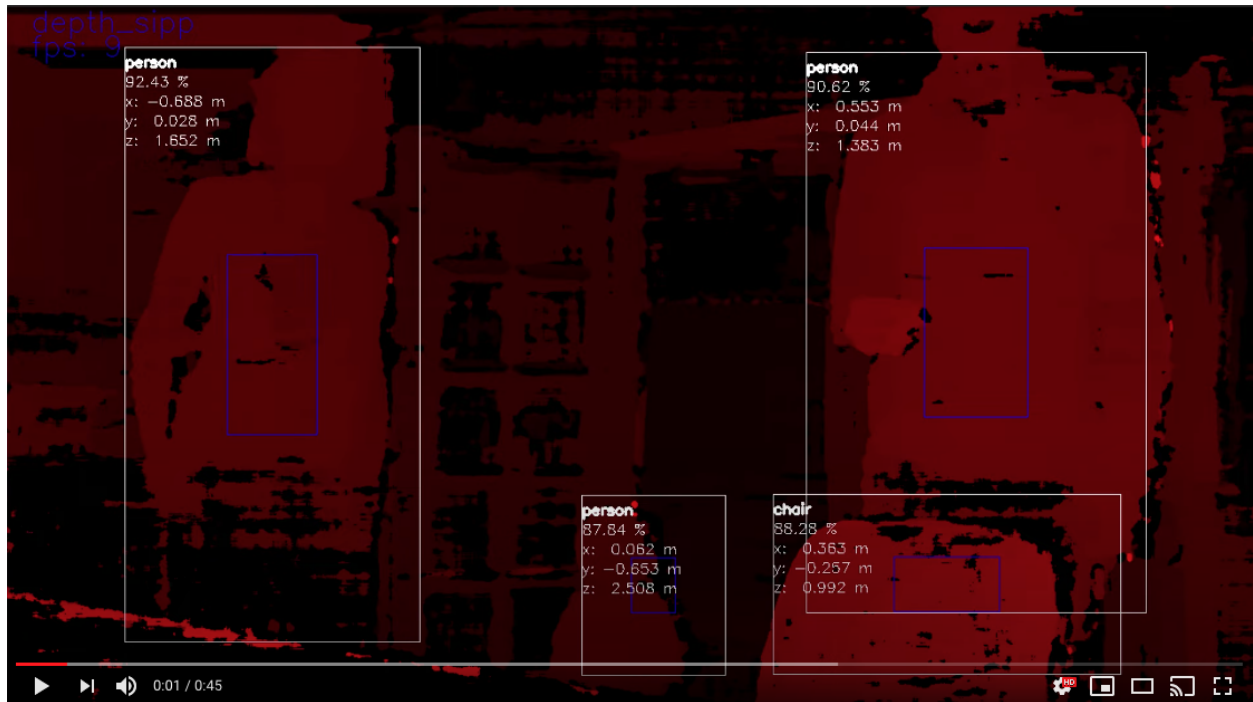 depth_sipp
fps: 9
person
92.43 %
x: -0.688 m
y: 0.028 m
z: 1.652 m
person
90.62 %
x: 0.553 m
y: 0.044 m
z: 1.383 m
person
87.84 %
x: 0.062 m
y: -0.653 m
z: 2.508 m
chair
88.28 %
x: 0.363 m
y: -0.257 m
z: 0.992 m
0:01 / 0:45
HD